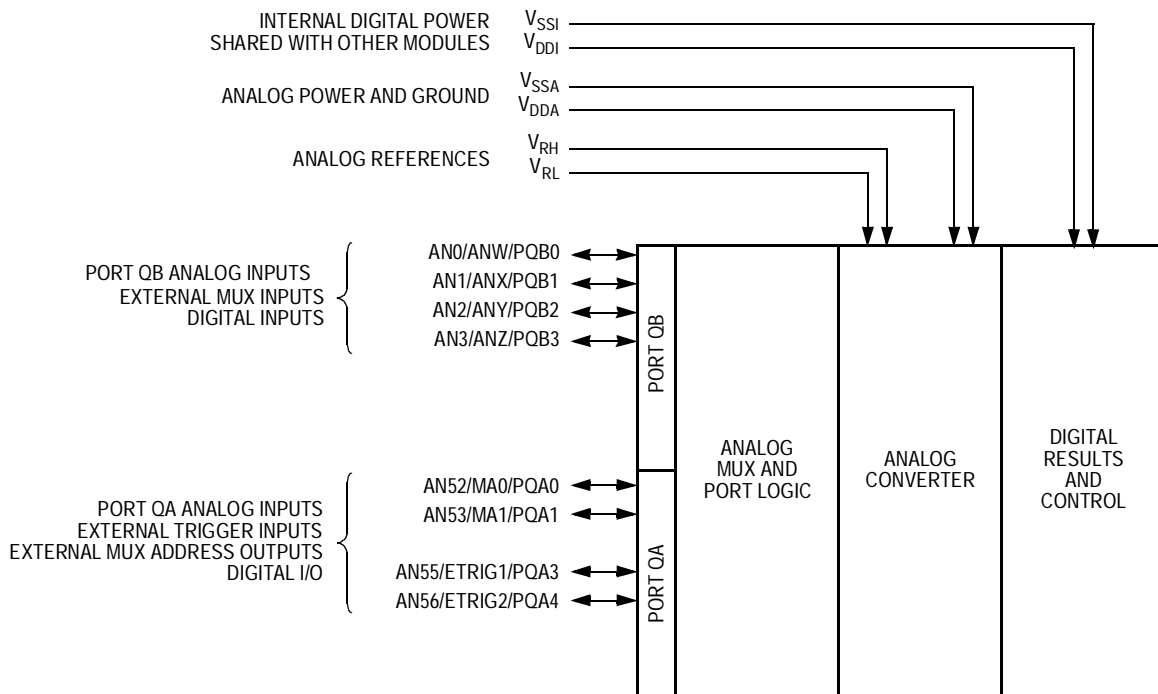 INTERNAL DIGITAL POWER
SHARED WITH OTHER MODULES
VSSI
VDDI
ANALOG POWER AND GROUND
VSSA
VDDA
ANALOG REFERENCES
VRH
VRL
PORT QB ANALOG INPUTS
EXTERNAL MUX INPUTS
DIGITAL INPUTS
AN0/ANW/PQB0
AN1/ANX/PQB1
AN2/ANY/PQB2
AN3/ANZ/PQB3
PORT QB
PORT QA ANALOG INPUTS
EXTERNAL TRIGGER INPUTS
EXTERNAL MUX ADDRESS OUTPUTS
DIGITAL I/O
AN52/MA0/PQA0
AN53/MA1/PQA1
AN55/ETRIG1/PQA3
AN56/ETRIG2/PQA4
PORT QA
ANALOG
MUX AND
PORT LOGIC
ANALOG
CONVERTER
DIGITAL
RESULTS
AND
CONTROL